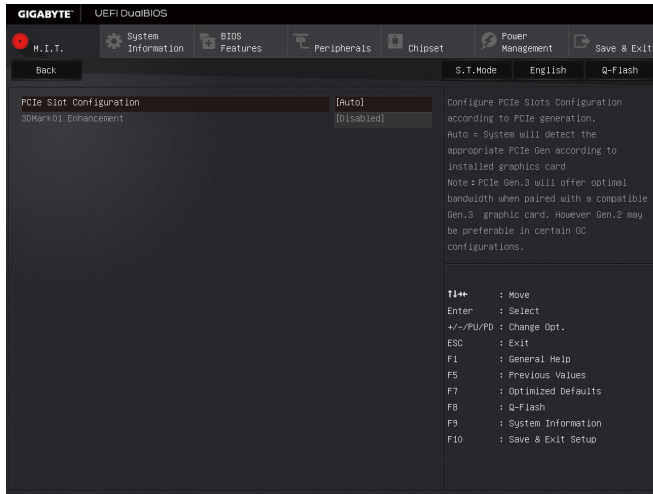 GIGABYTE™ UEFI DualBIOS
M.I.T.
System Information
BIOS Features
Peripherals
Chipset
Power Management
Save & Exit
Back
S.T.Mode English Q-Flash
PCIe Slot Configuration [Auto]
3DMark01 Enhancement [Disabled]
Configure PCIe Slots Configuration
according to PCIe generation.
Auto = System will detect the
appropriate PCIe Gen according to
installed graphics card
Note:PCIe Gen.3 will offer optimal
bandwidth when paired with a compatible
Gen.3 graphic card. However Gen.2 may
be preferable in certain OC
configurations.
↑↓→← : Move
Enter : Select
+/-/PU/PD : Change Opt.
ESC : Exit
F1 : General Help
F5 : Previous Values
F7 : Optimized Defaults
F8 : Q-Flash
F9 : System Information
F10 : Save & Exit Setup